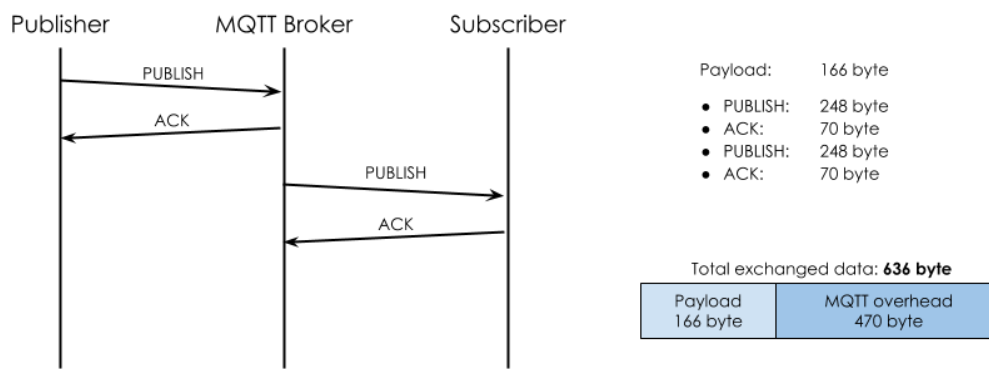 Publisher
MQTT Broker
Subscriber
PUBLISH
ACK
PUBLISH
ACK
Payload: 166 byte
● PUBLISH: 248 byte
● ACK: 70 byte
● PUBLISH: 248 byte
● ACK: 70 byte
Total exchanged data: 636 byte
Payload
166 byte
MQTT overhead
470 byte